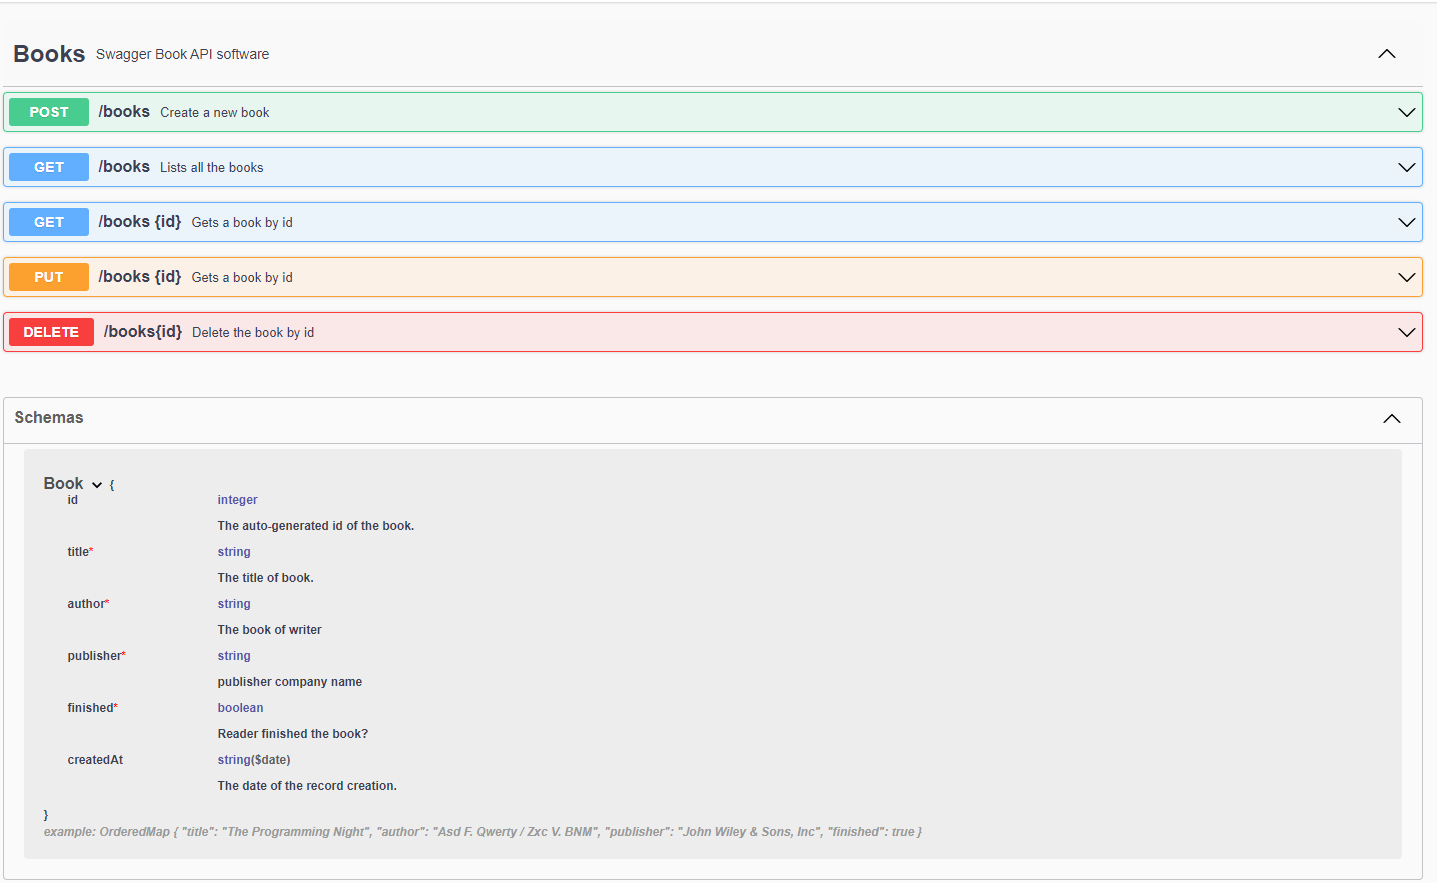 Books Swagger Book API software
POST /books Create a new book
GET /books Lists all the books
GET /books {id} Gets a book by id
PUT /books {id} Gets a book by id
DELETE /books{id} Delete the book by id
Schemas
Book {
id integer
The auto-generated id of the book.
title* string
The title of book.
author* string
The book of writer
publisher* string
publisher company name
finished* boolean
Reader finished the book?
createdAt string($date)
The date of the record creation.
}
example: OrderedMap { "title": "The Programming Night", "author": "Asd F. Qwerty / Zxc V. BNM", "publisher": "John Wiley & Sons, Inc", "finished": true }